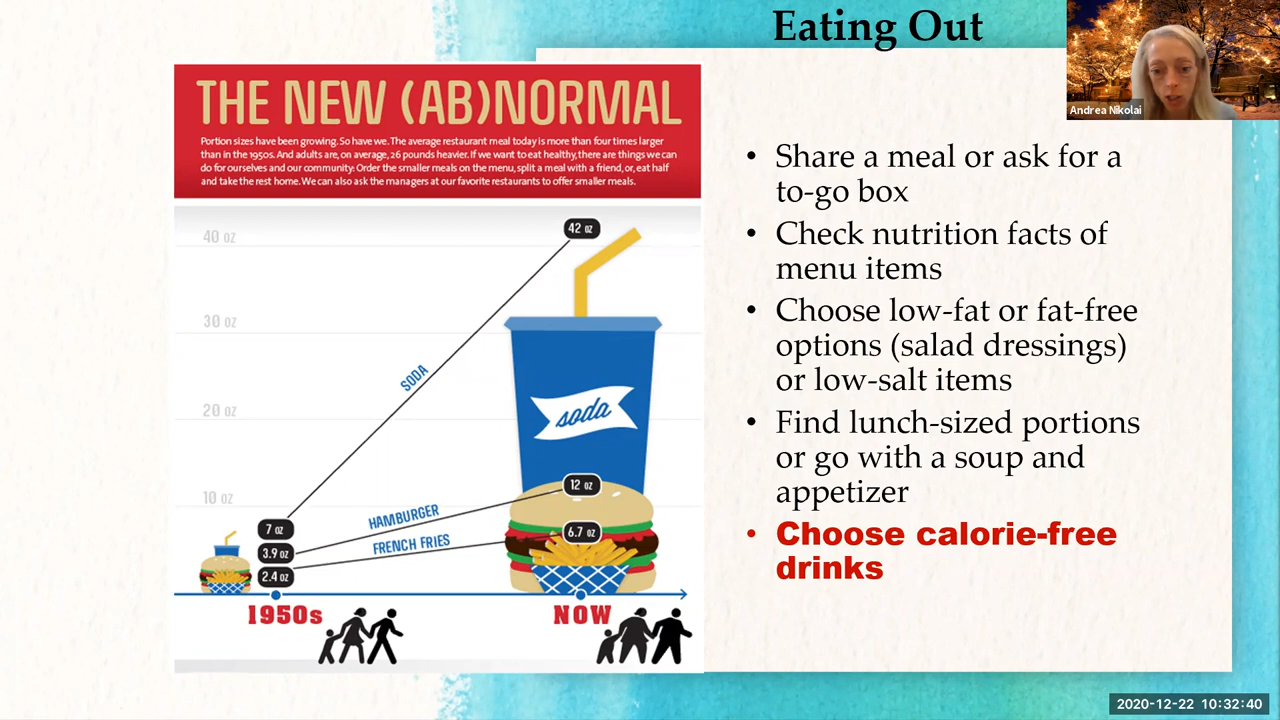 Eating Out
Andrea Nikolai
THE NEW (AB)NORMAL
Portion sizes have been growing. So have we. The average restaurant meal today is more than four times larger
than in the 1950s. And adults are, on average, 26 pounds heavier. If we want to eat healthy, there are things we can
do for ourselves and our community: Order the smaller meals on the menu, split a meal with a friend, or, eat half
and take the rest home. We can also ask the managers at our favorite restaurants to offer smaller meals.
40 oz
30 oz
20 oz
10 oz
42 oz
SODA
soda
12 oz
HAMBURGER
6.7 oz
FRENCH FRIES
7 oz
3.9 oz
2.4 oz
1950s
NOW
• Share a meal or ask for a
to-go box
• Check nutrition facts of
menu items
• Choose low-fat or fat-free
options (salad dressings)
or low-salt items
• Find lunch-sized portions
or go with a soup and
appetizer
• Choose calorie-free
drinks
2020-12-22 10:32:40